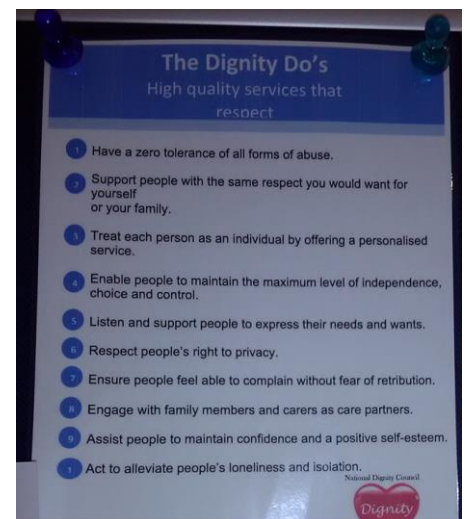 The Dignity Do's
High quality services that
respect
1 Have a zero tolerance of all forms of abuse.
2 Support people with the same respect you would want for
yourself
or your family.
3 Treat each person as an individual by offering a personalised
service.
4 Enable people to maintain the maximum level of independence,
choice and control.
5 Listen and support people to express their needs and wants.
6 Respect people's right to privacy.
7 Ensure people feel able to complain without fear of retribution.
8 Engage with family members and carers as care partners.
9 Assist people to maintain confidence and a positive self-esteem.
1 Act to alleviate people's loneliness and isolation.
National Dignity Council
Dignity